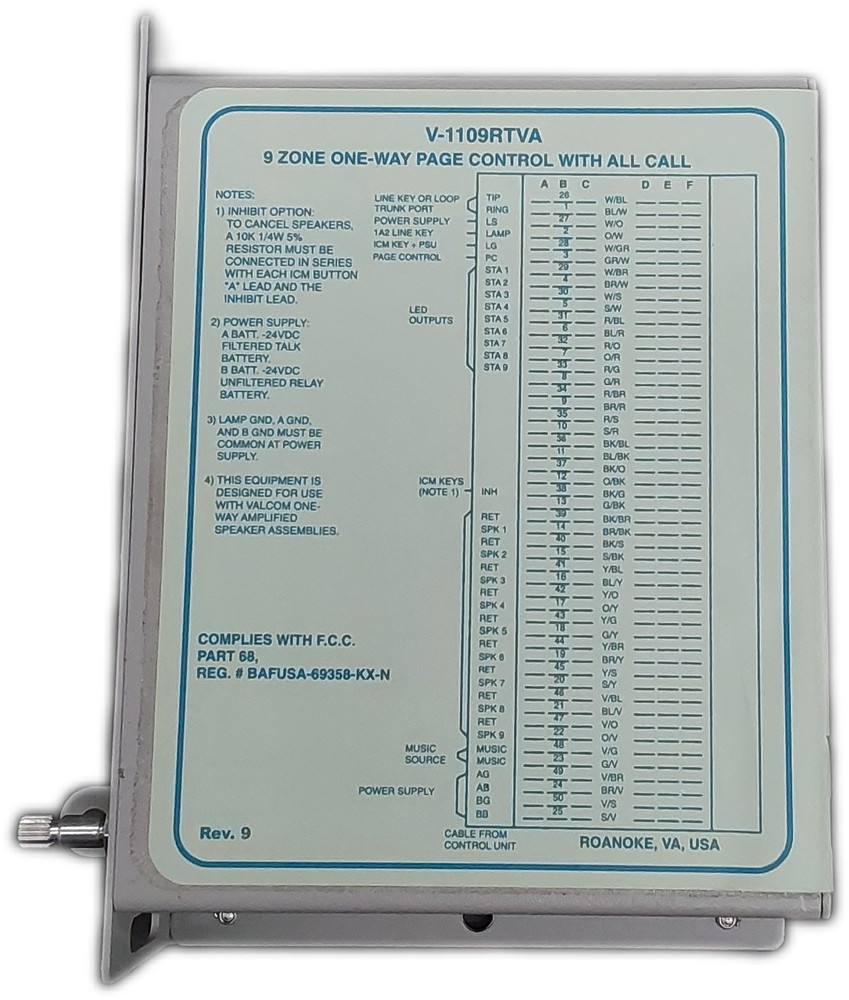 V-1109RTVA
9 ZONE ONE-WAY PAGE CONTROL WITH ALL CALL
NOTES:
1) INHIBIT OPTION:
TO CANCEL SPEAKERS,
A 10K 1/4W 5%
RESISTOR MUST BE
CONNECTED IN SERIES
WITH EACH ICM BUTTON
"A" LEAD AND THE
INHIBIT LEAD.
2) POWER SUPPLY:
A BATT. -24VDC
FILTERED TALK
BATTERY.
B BATT. -24VDC
UNFILTERED RELAY
BATTERY.
3) LAMP GND, A GND,
AND B GND MUST BE
COMMON AT POWER
SUPPLY.
4) THIS EQUIPMENT IS
DESIGNED FOR USE
WITH VALCOM ONE-
WAY AMPLIFIED
SPEAKER ASSEMBLIES.
COMPLIES WITH F.C.C.
PART 68,
REG. # BAFUSA-69358-KX-N
Rev. 9
LINE KEY OR LOOP
TRUNK PORT
POWER SUPPLY
1A2 LINE KEY
ICM KEY + PSU
PAGE CONTROL
LED
OUTPUTS
ICM KEYS
(NOTE 1)
MUSIC
SOURCE
POWER SUPPLY
CABLE FROM
CONTROL UNIT
A B C D E F
TIP 26 W/BL
RING 1 BL/W
LS 27 W/O
LAMP 2 O/W
LG 28 W/GR
PC 3 GR/W
STA 1 29 W/BR
STA 2 4 BR/W
STA 3 30 W/S
STA 4 5 S/W
STA 5 31 R/BL
STA 6 6 BL/R
STA 7 32 R/O
STA 8 7 O/R
STA 9 33 R/G
8 G/R
34 R/BR
9 BR/R
35 R/S
10 S/R
36 BK/BL
11 BL/BK
37 BK/O
12 O/BK
INH 38 BK/G
13 G/BK
RET 39 BK/BR
SPK 1 14 BR/BK
RET 40 BK/S
SPK 2 15 S/BK
RET 41 Y/BL
SPK 3 16 BL/Y
RET 42 Y/O
SPK 4 17 O/Y
RET 43 Y/G
SPK 5 18 G/Y
RET 44 Y/BR
SPK 6 19 BR/Y
RET 45 Y/S
SPK 7 20 S/Y
RET 46 V/BL
SPK 8 21 BL/V
RET 47 V/O
SPK 9 22 O/V
MUSIC 48 V/G
MUSIC 23 G/V
AG 49 V/BR
AB 24 BR/V
BG 50 V/S
BB 25 S/V
ROANOKE, VA, USA